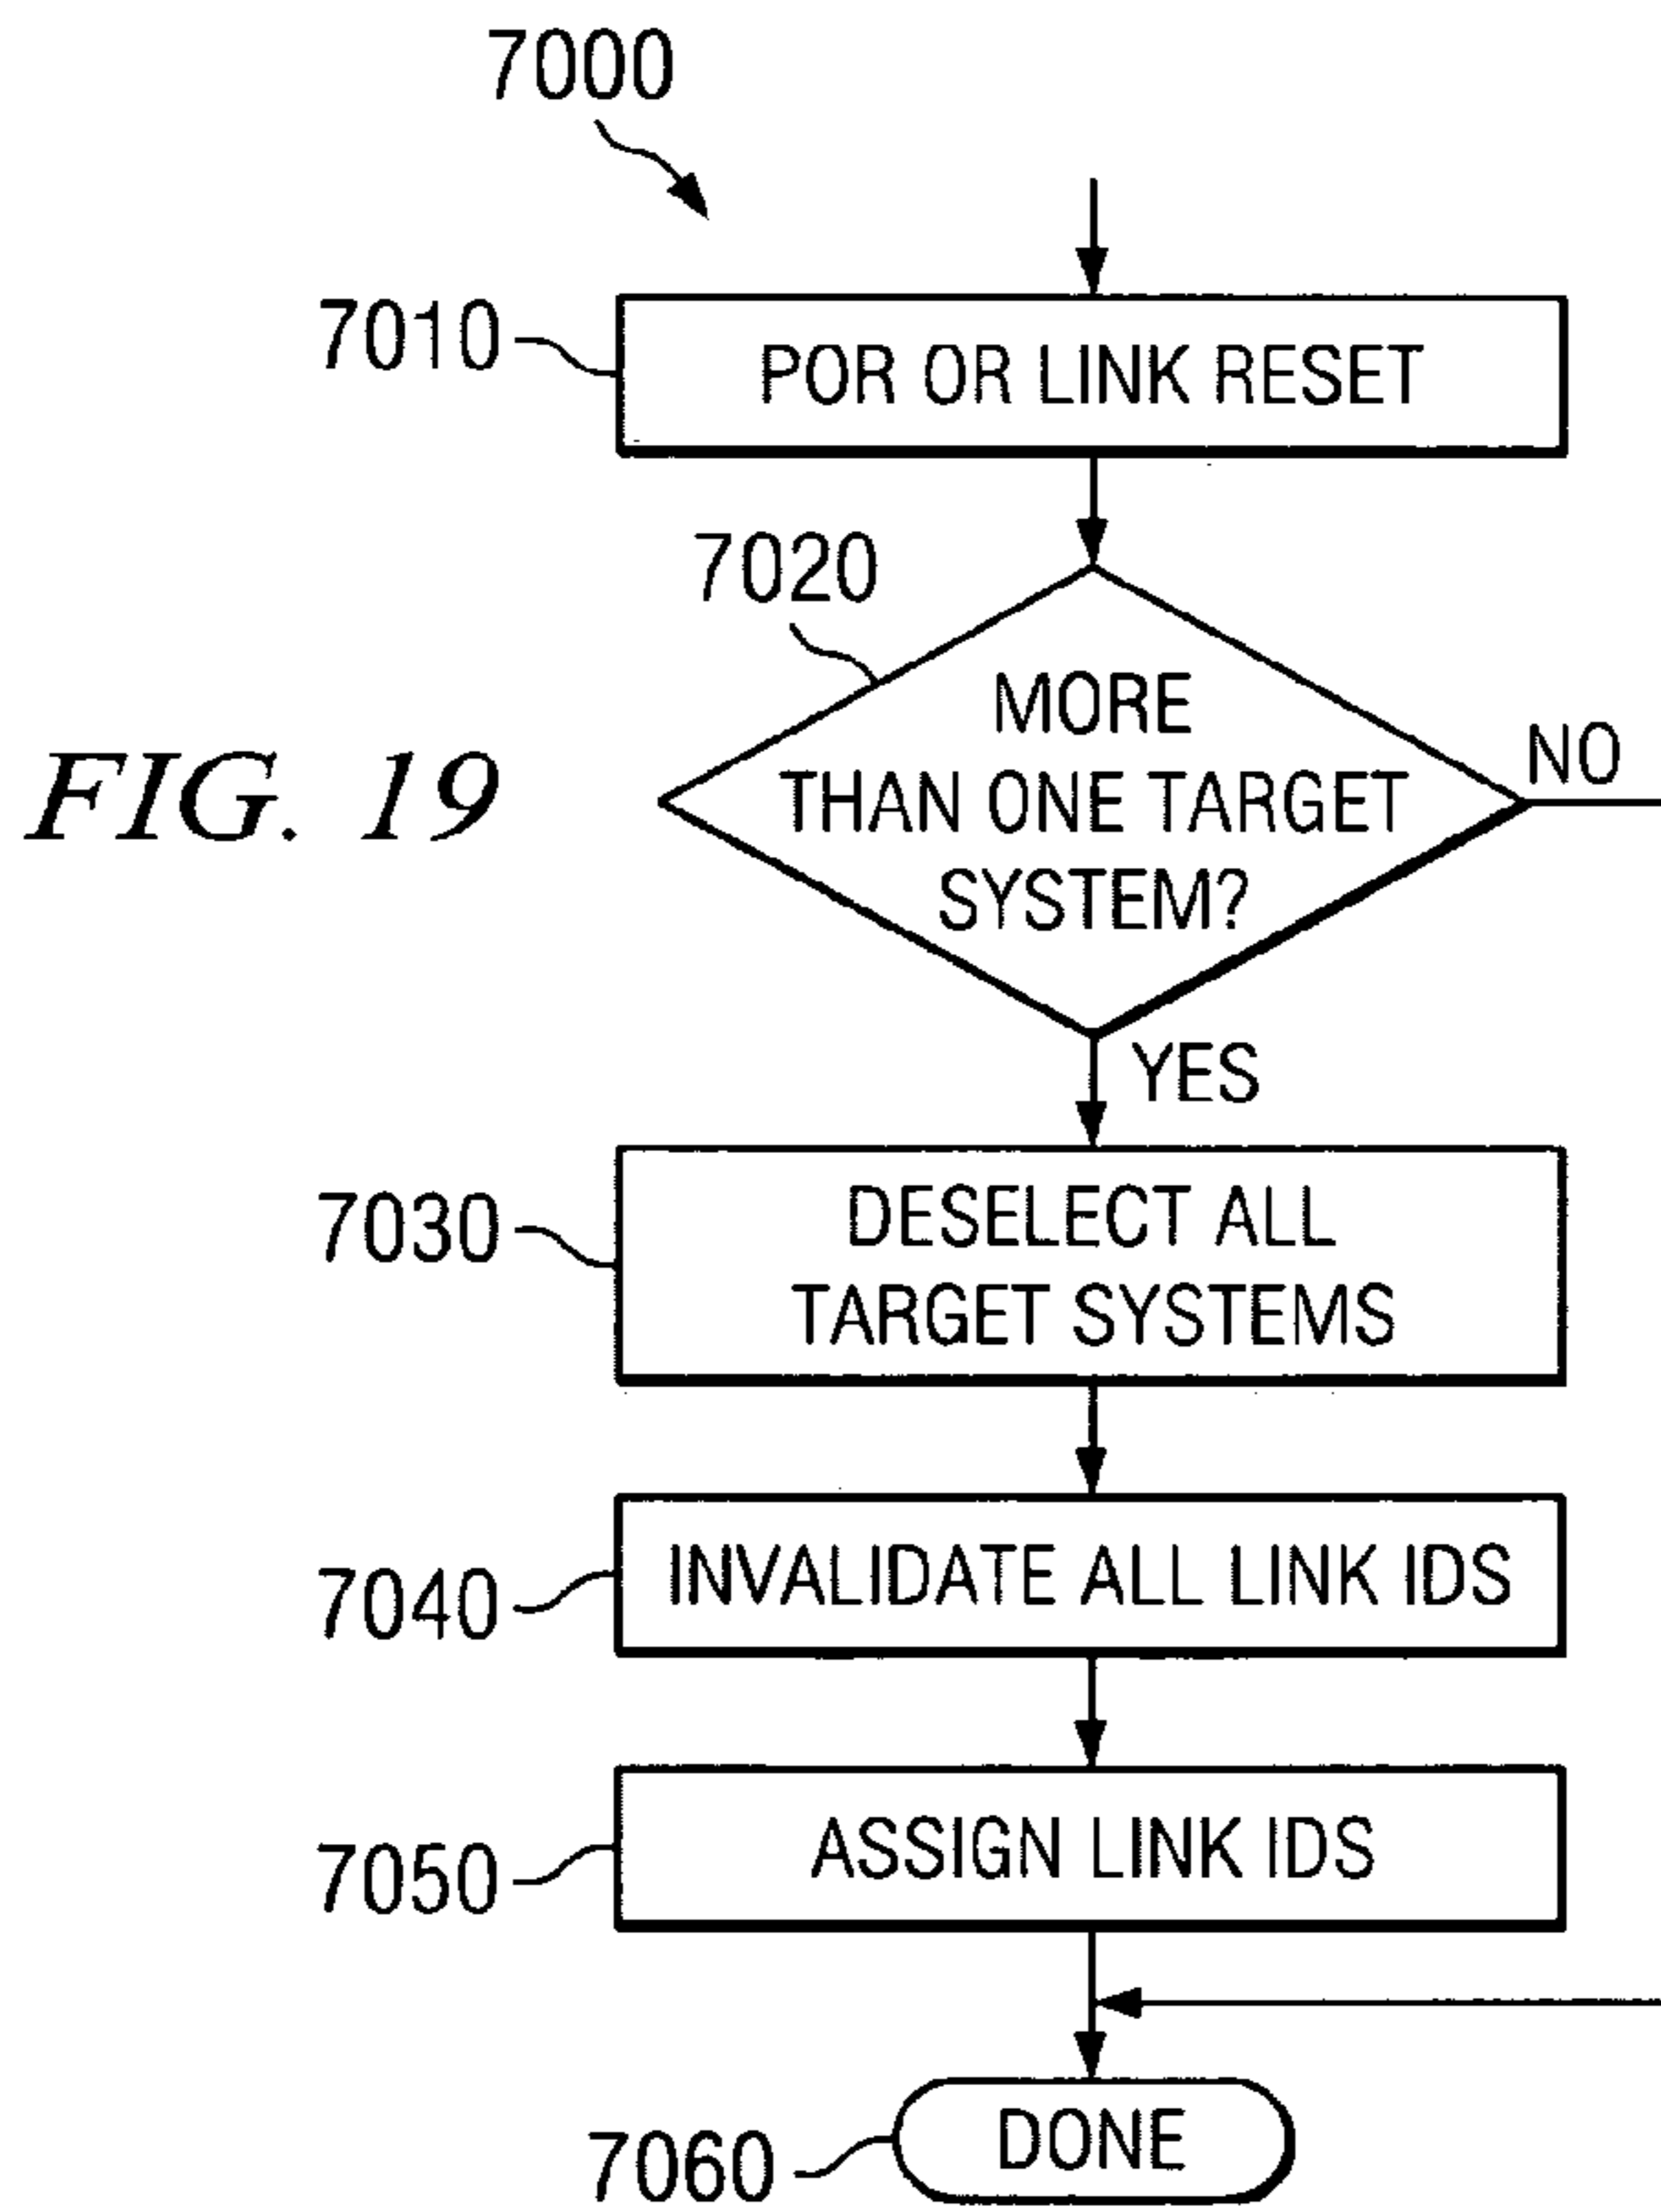 7000
7010
POR OR LINK RESET
7020
MORE
THAN ONE TARGET
SYSTEM?
NO
FIG. 19
YES
7030
DESELECT ALL
TARGET SYSTEMS
7040
INVALIDATE ALL LINK IDS
7050
ASSIGN LINK IDS
7060
DONE